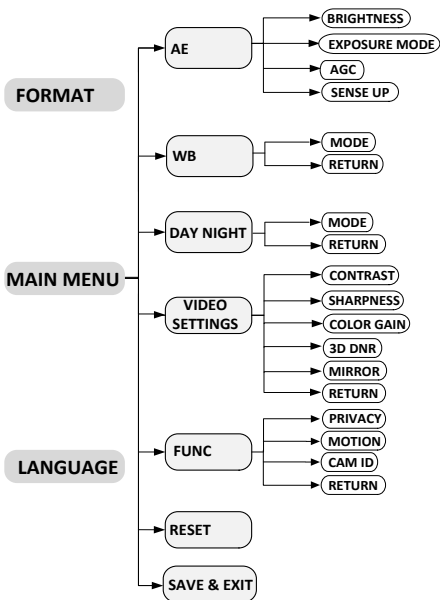 FORMAT
MAIN MENU
LANGUAGE
AE
BRIGHTNESS
EXPOSURE MODE
AGC
SENSE UP
WB
MODE
RETURN
DAY NIGHT
MODE
RETURN
VIDEO
SETTINGS
CONTRAST
SHARPNESS
COLOR GAIN
3D DNR
MIRROR
RETURN
FUNC
PRIVACY
MOTION
CAM ID
RETURN
RESET
SAVE & EXIT